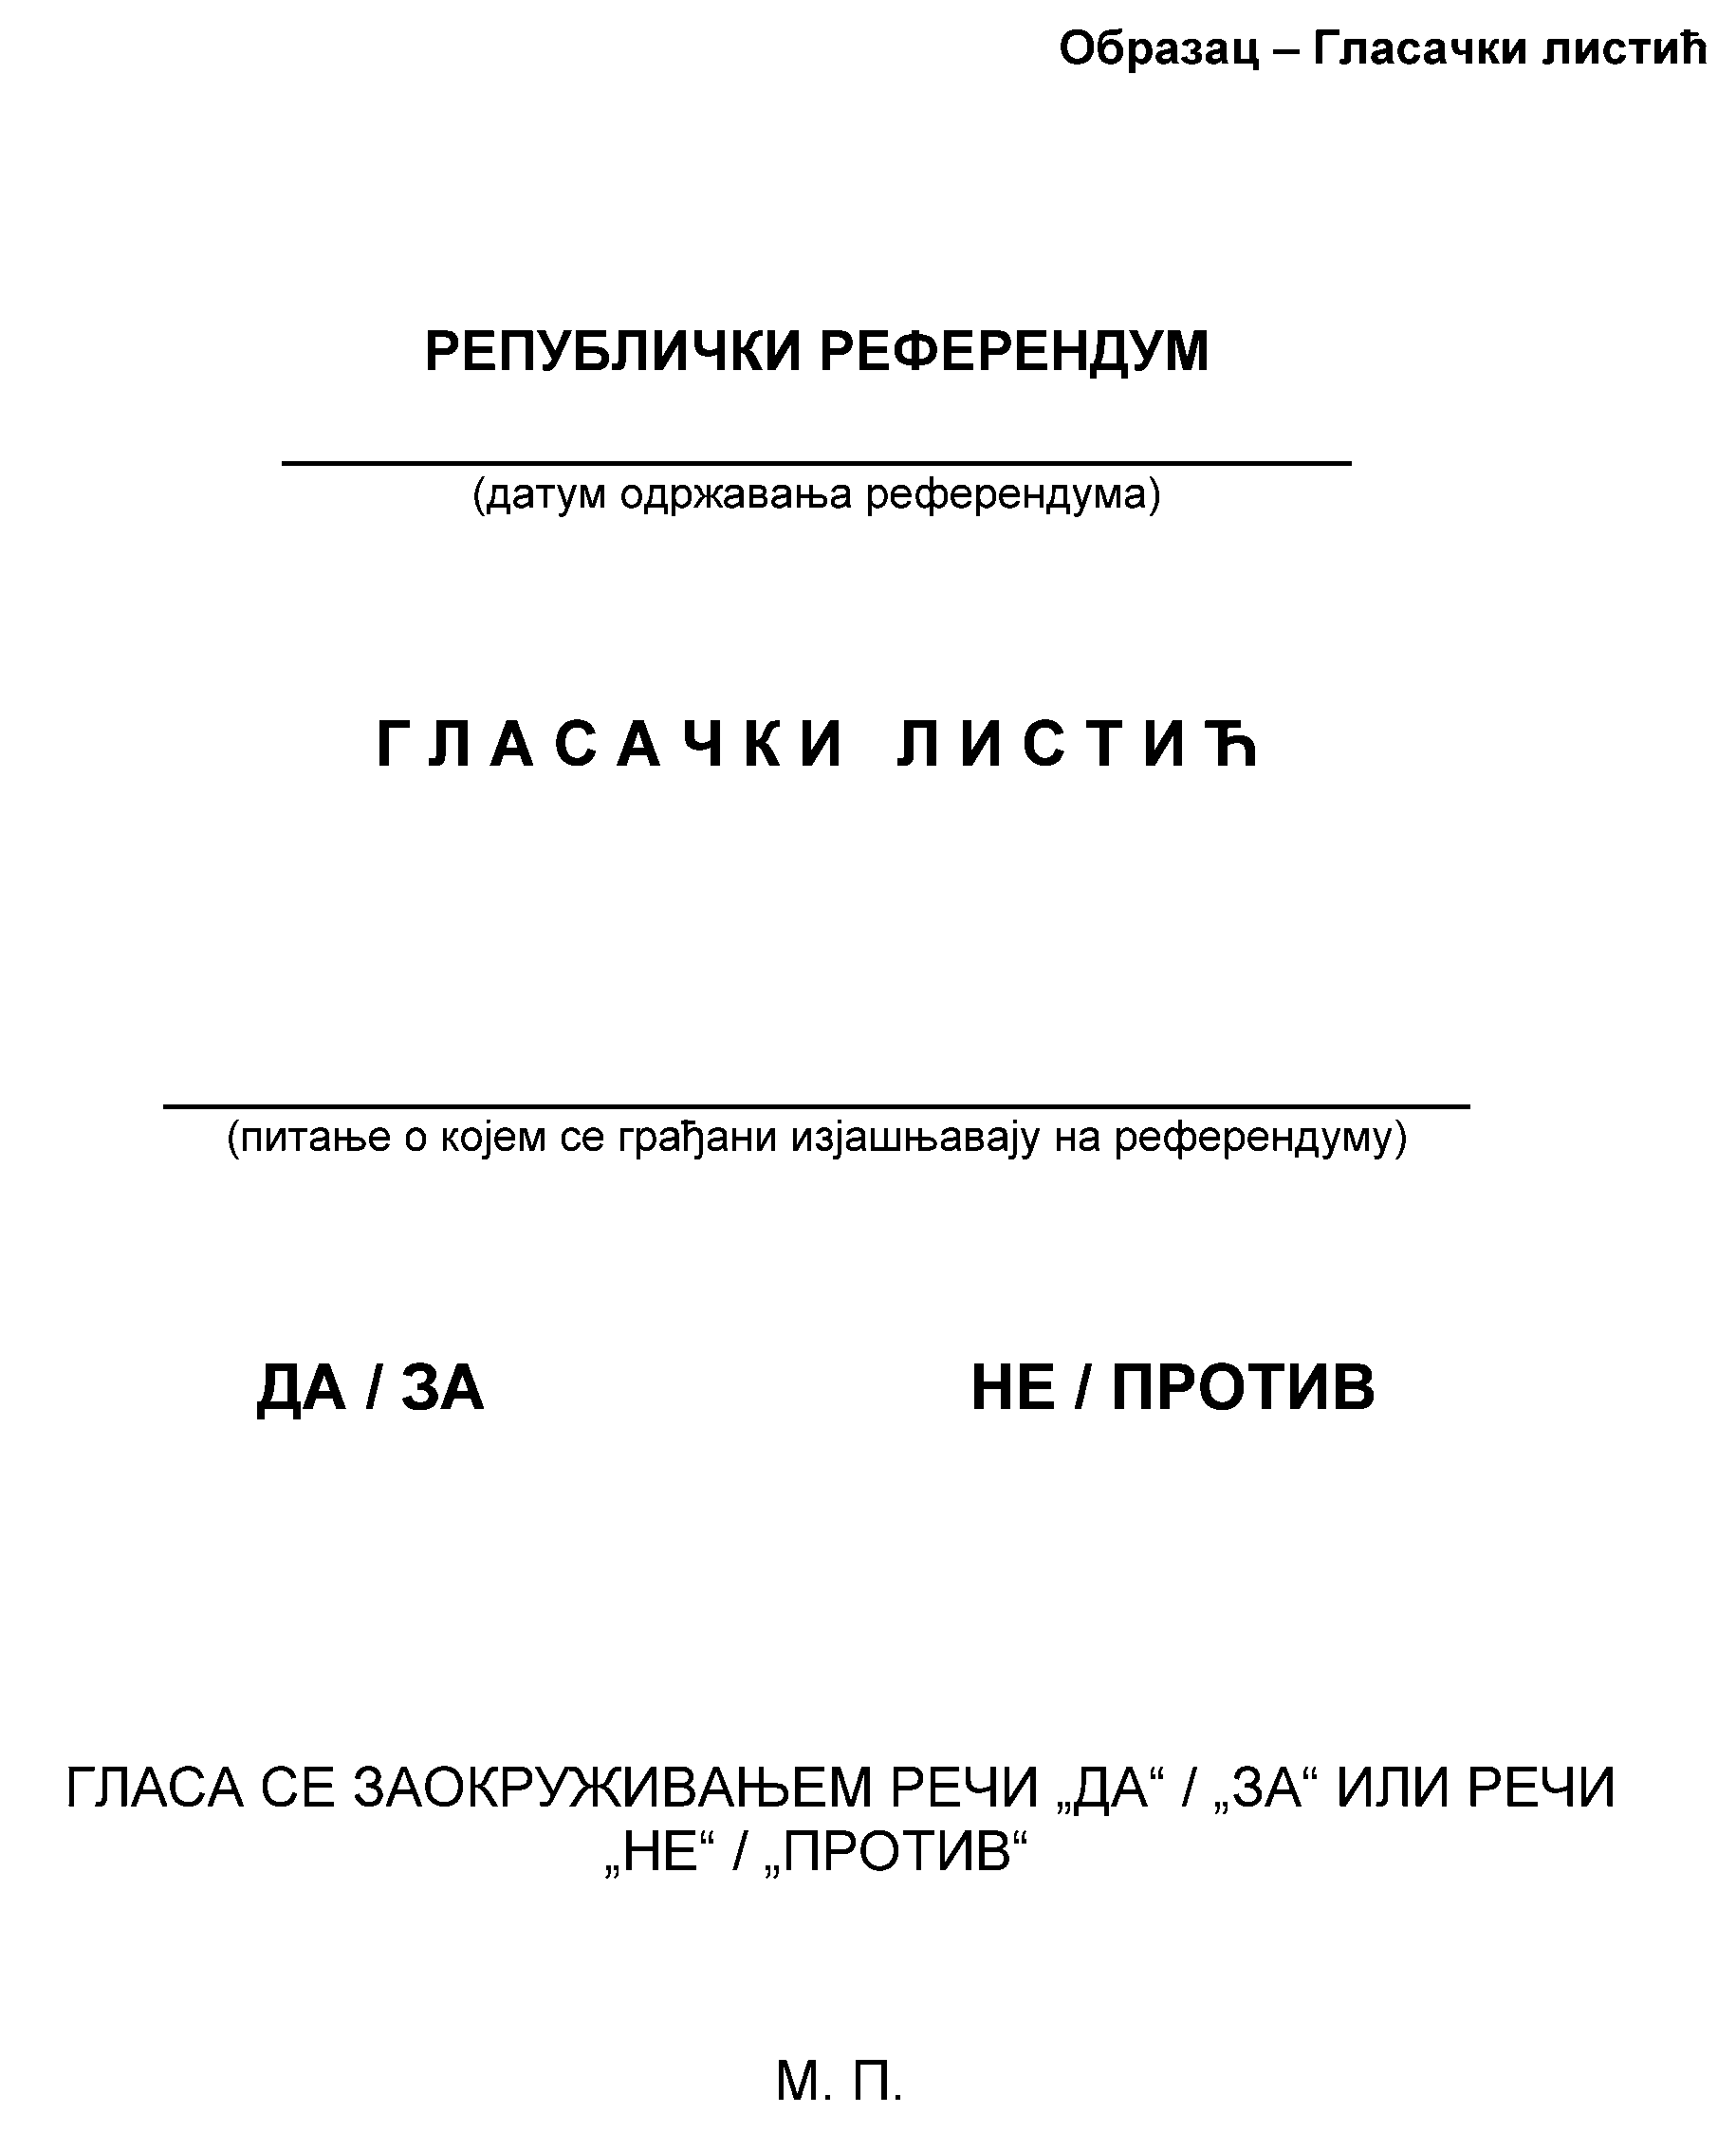 Образац – Гласачки листић
РЕПУБЛИЧКИ РЕФЕРЕНДУМ
(датум одржавања референдума)
Г Л А С А Ч К И   Л И С Т И Ћ
(питање о којем се грађани изјашњавају на референдуму)
ДА / ЗА   НЕ / ПРОТИВ
ГЛАСА СЕ ЗАОКРУЖИВАЊЕМ РЕЧИ „ДА“ / „ЗА“ ИЛИ РЕЧИ
„НЕ“ / „ПРОТИВ“
М. П.